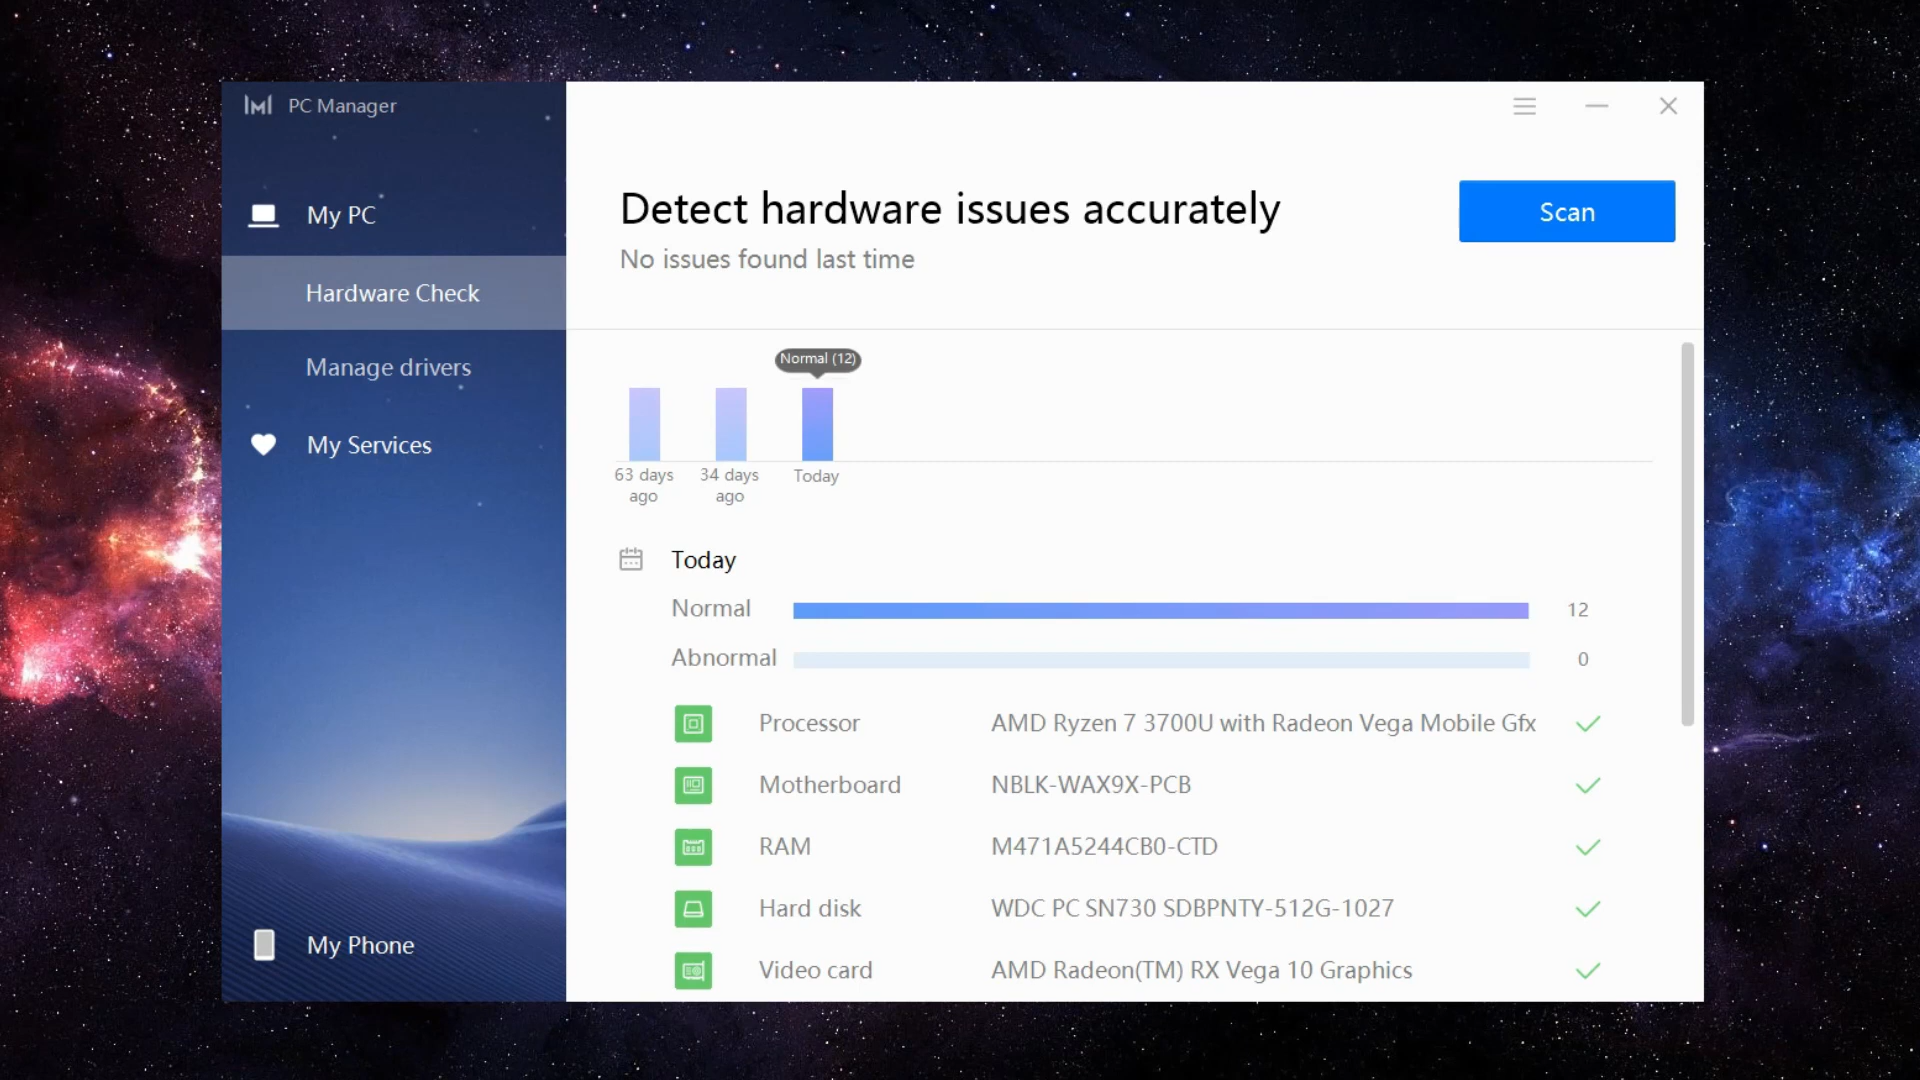 PC Manager
My PC
Hardware Check
Manage drivers
My Services
My Phone
Detect hardware issues accurately
No issues found last time
Scan
Normal (12)
63 days ago
34 days ago
Today
Today
Normal 12
Abnormal 0
Processor AMD Ryzen 7 3700U with Radeon Vega Mobile Gfx
Motherboard NBLK-WAX9X-PCB
RAM M471A5244CB0-CTD
Hard disk WDC PC SN730 SDBPNTY-512G-1027
Video card AMD Radeon(TM) RX Vega 10 Graphics